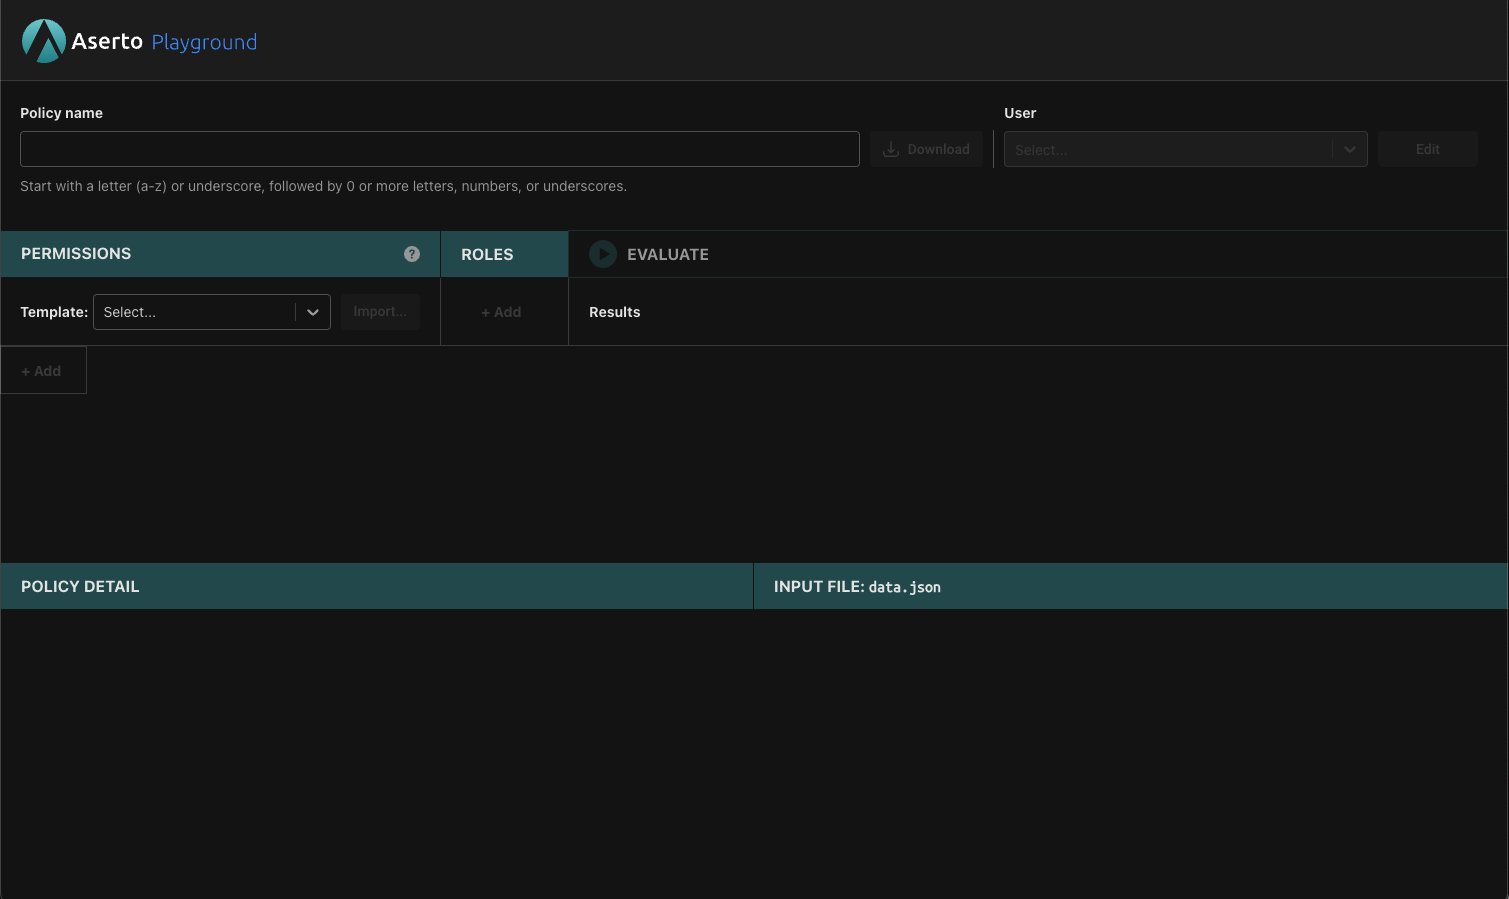 Aserto Playground
Policy name
User
Download
Select...
Edit
Start with a letter (a-z) or underscore, followed by 0 or more letters, numbers, or underscores.
PERMISSIONS
?
ROLES
EVALUATE
Template:
Select...
Import...
+ Add
Results
+ Add
POLICY DETAIL
INPUT FILE: data.json